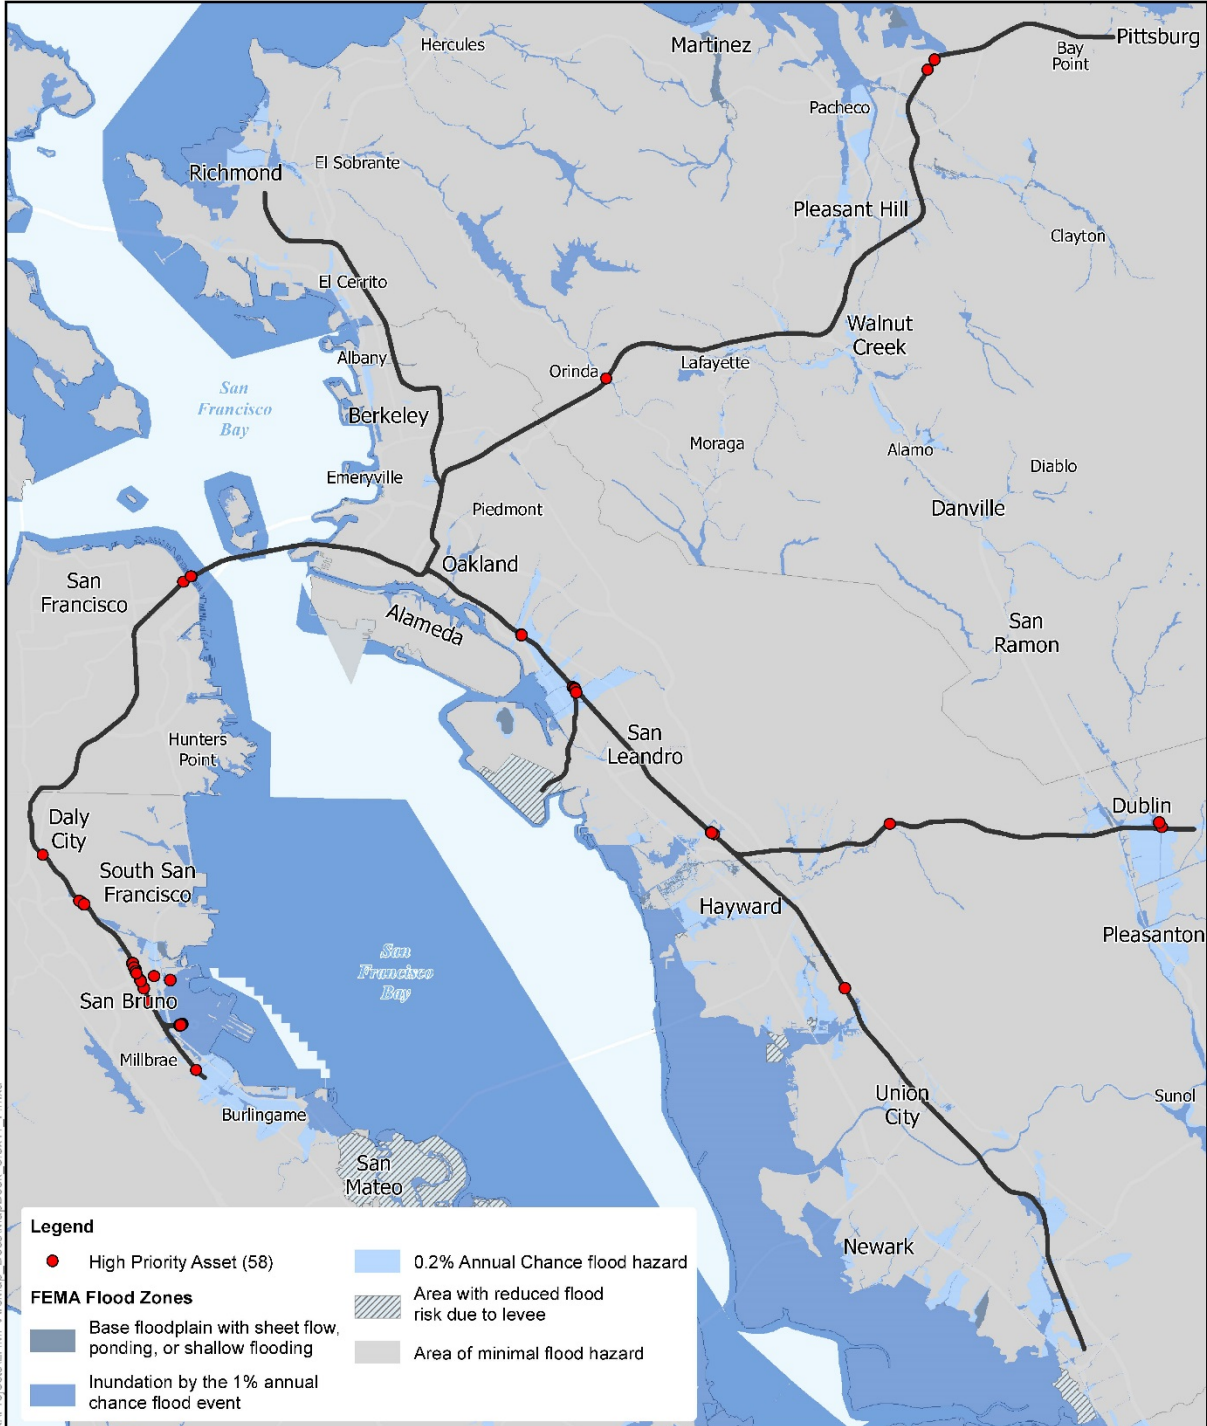 Hercules
Martinez
Pittsburg
Bay
Point
Pacheco
El Sobrante
Richmond
Pleasant Hill
Clayton
El Cerrito
Walnut
Creek
Albany
Orinda
Lafayette
San
Francisco
Bay
Berkeley
Moraga
Alamo
Diablo
Emeryville
Piedmont
Danville
Oakland
San
Francisco
Alameda
San
Ramon
Hunters
Point
San
Leandro
Daly
City
Dublin
South San
Francisco
Hayward
Pleasanton
San
Francisco
Bay
San Bruno
Millbrae
Union
City
Sunol
Burlingame
San
Mateo
Newark
Legend
High Priority Asset (58)
FEMA Flood Zones
Base floodplain with sheet flow,
ponding, or shallow flooding
Inundation by the 1% annual
chance flood event
0.2% Annual Chance flood hazard
Area with reduced flood
risk due to levee
Area of minimal flood hazard